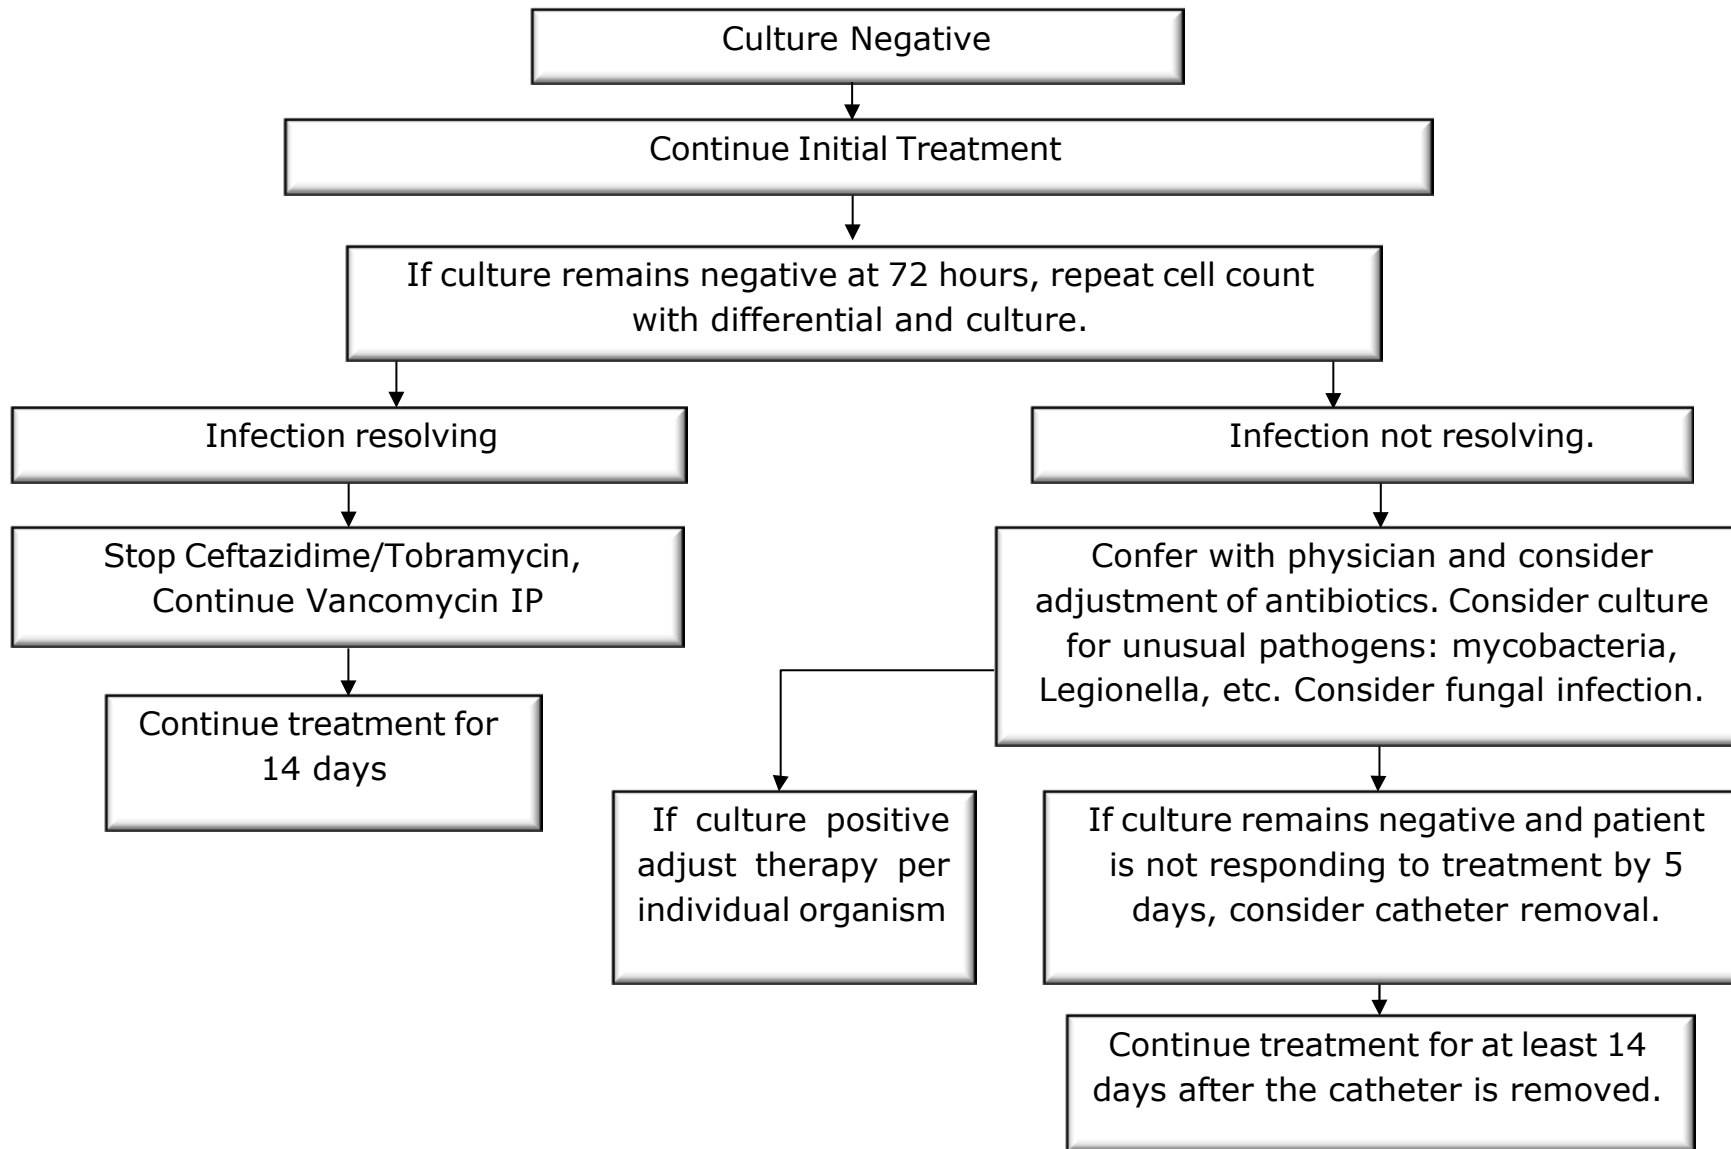 Culture Negative
Continue Initial Treatment
If culture remains negative at 72 hours, repeat cell count
with differential and culture.
Infection resolving
Infection not resolving.
Stop Ceftazidime/Tobramycin,
Continue Vancomycin IP
Confer with physician and consider
adjustment of antibiotics. Consider culture
for unusual pathogens: mycobacteria,
Legionella, etc. Consider fungal infection.
Continue treatment for
14 days
If culture positive
adjust therapy per
individual organism
If culture remains negative and patient
is not responding to treatment by 5
days, consider catheter removal.
Continue treatment for at least 14
days after the catheter is removed.